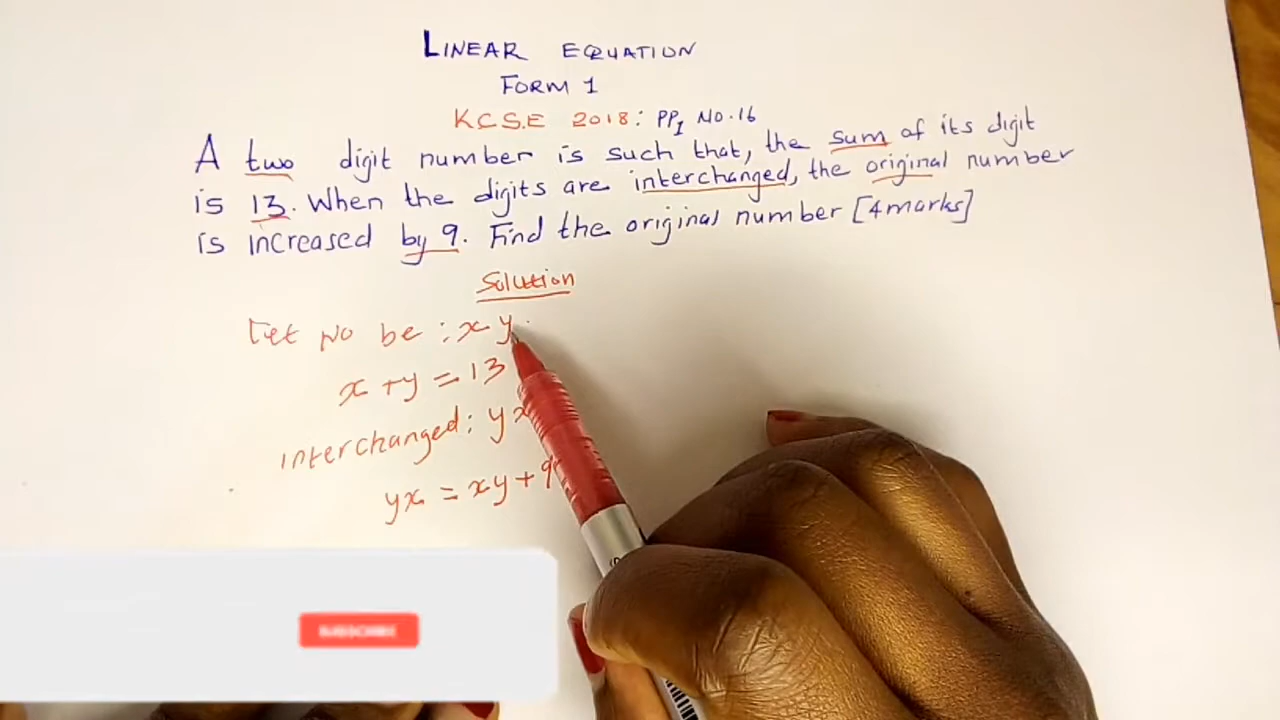 LINEAR EQUATION
FORM 1
K.C.S.E 2018: PP1 NO.16
A two digit number is such that, the sum of its digit
is 13. When the digits are interchanged, the original number
is increased by 9. Find the original number [4marks]
Solution
Let No be: xy.
x+y = 13
interchanged: yx
yx = xy + 9
SUBSCRIBE